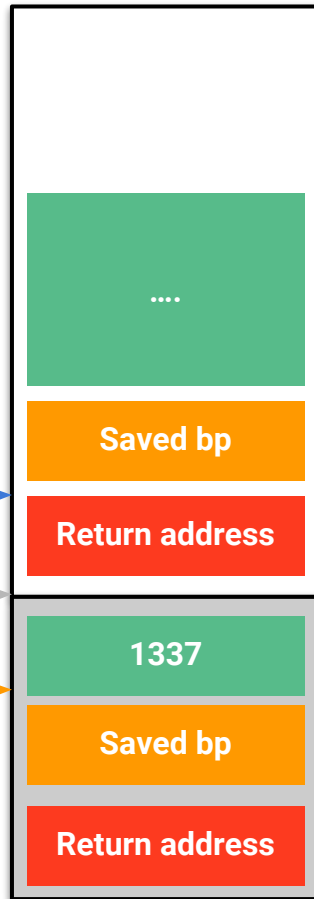 ....
Saved bp
Return address
1337
Saved bp
Return address